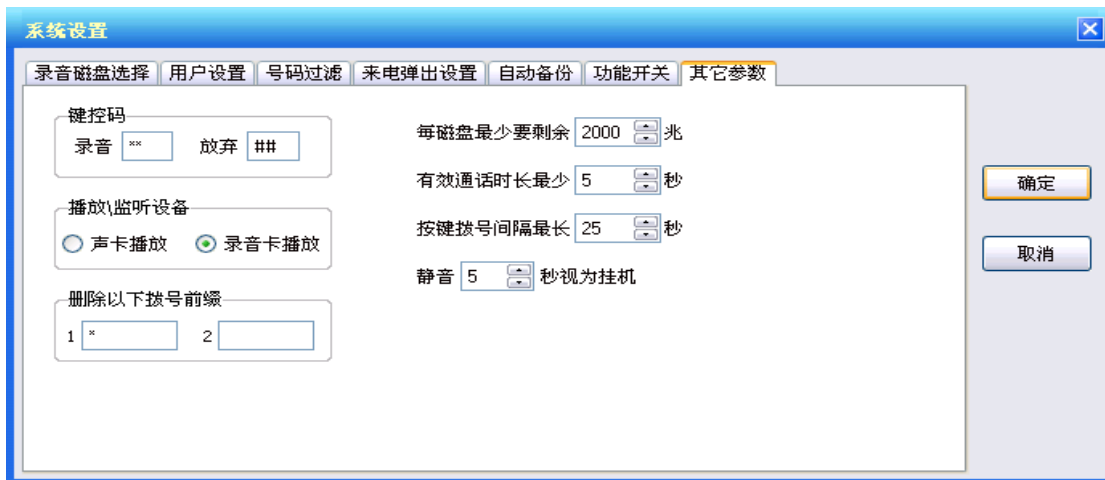 系统设置
录音磁盘选择 用户设置 号码过滤 来电弹出设置 自动备份 功能开关 其它参数
键控码
录音 ** 放弃 ##
播放\监听设备
声卡播放 录音卡播放
删除以下拨号前缀
1 * 2
每磁盘最少要剩余 2000 兆
有效通话时长最少 5 秒
按键拨号间隔最长 25 秒
静音 5 秒视为挂机
确定
取消